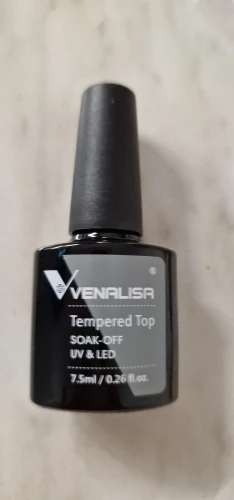 VENALISA ®
Tempered Top
SOAK-OFF
UV & LED
7.5ml / 0.26 fl.oz.